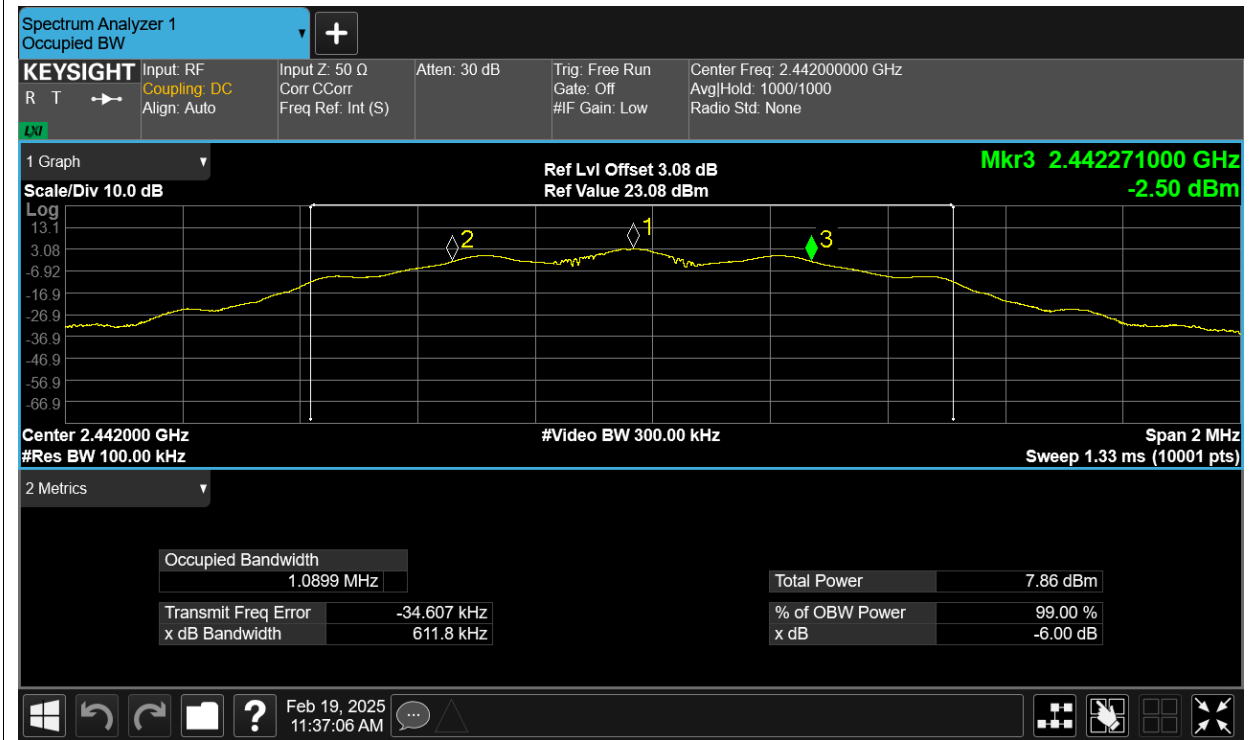 Spectrum Analyzer 1
Occupied BW
KEYSIGHT
R T
LXI
Input: RF
Coupling: DC
Align: Auto
Input Z: 50 Ω
Corr CCorr
Freq Ref: Int (S)
Atten: 30 dB
Trig: Free Run
Gate: Off
#IF Gain: Low
Center Freq: 2.442000000 GHz
Avg|Hold: 1000/1000
Radio Std: None
1 Graph
Scale/Div 10.0 dB
Ref Lvl Offset 3.08 dB
Ref Value 23.08 dBm
Mkr3 2.442271000 GHz
-2.50 dBm
Log
13.1
3.08
-6.92
-16.9
-26.9
-36.9
-46.9
-56.9
-66.9
2
1
3
Center 2.442000 GHz
#Res BW 100.00 kHz
#Video BW 300.00 kHz
Span 2 MHz
Sweep 1.33 ms (10001 pts)
2 Metrics
Occupied Bandwidth
1.0899 MHz
Transmit Freq Error -34.607 kHz
x dB Bandwidth 611.8 kHz
Total Power 7.86 dBm
% of OBW Power 99.00 %
x dB -6.00 dB
?
Feb 19, 2025
11:37:06 AM